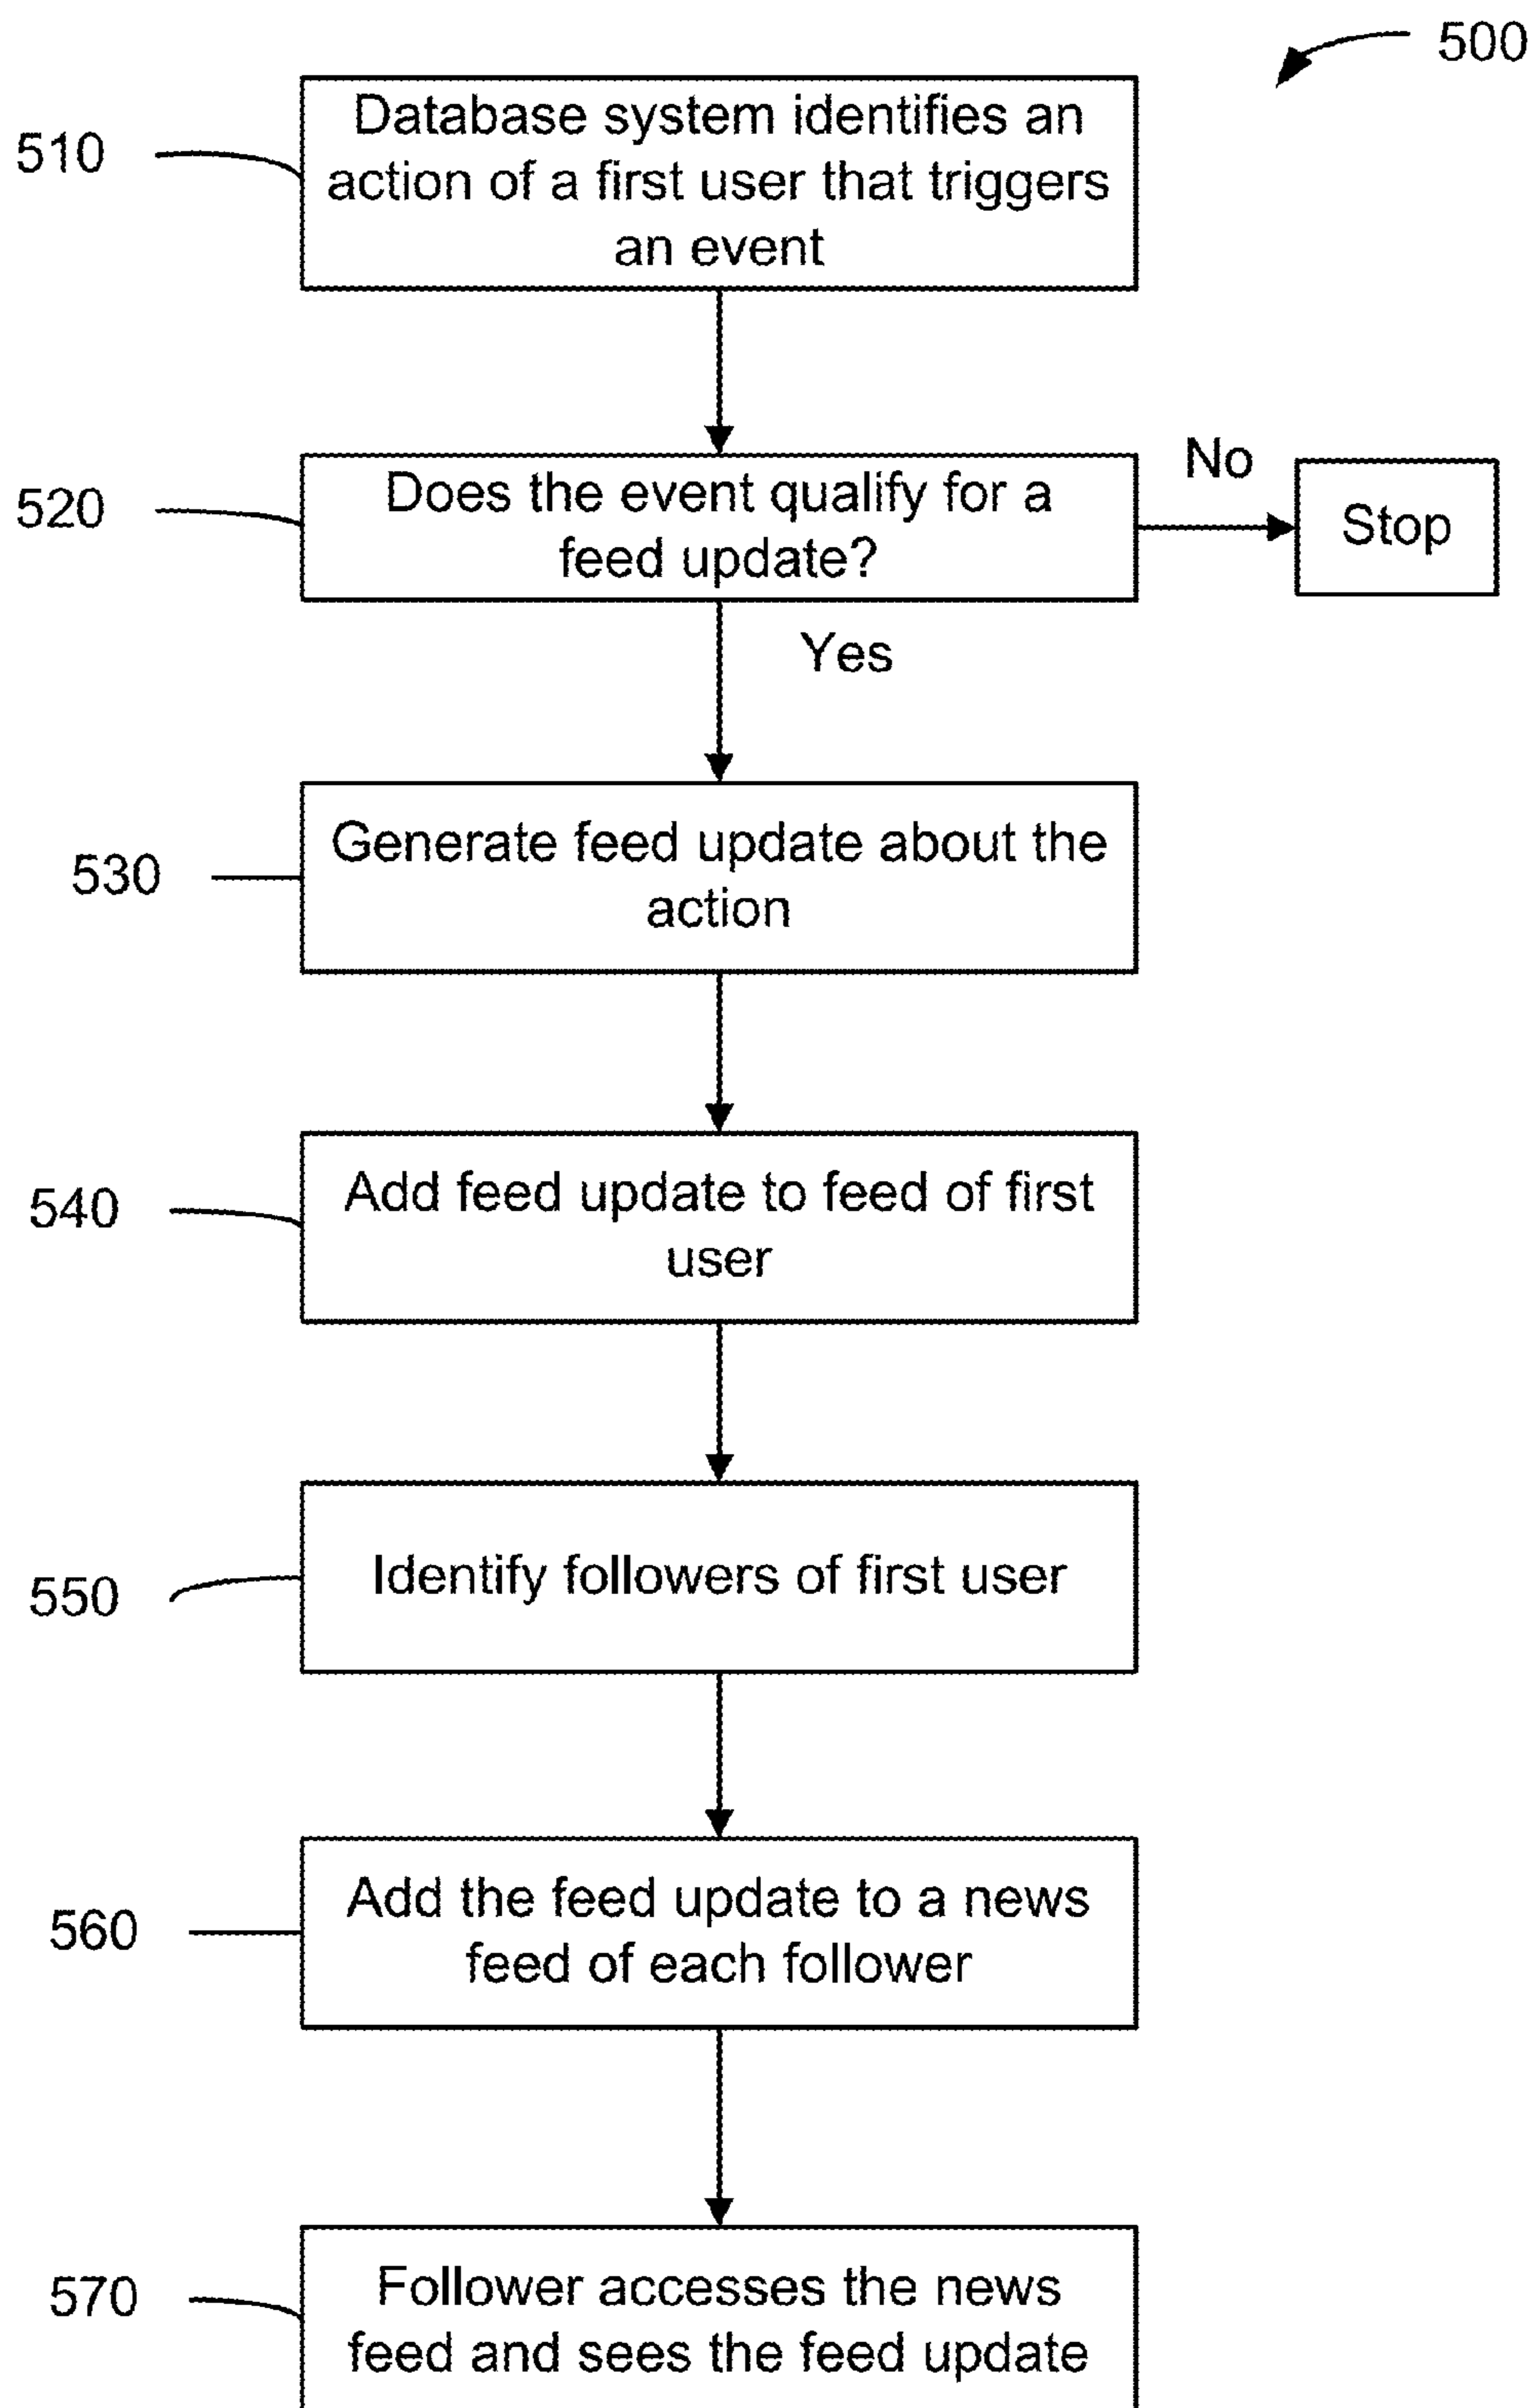 500
510
Database system identifies an
action of a first user that triggers
an event
520
Does the event qualify for a
feed update?
No
Stop
Yes
530
Generate feed update about the
action
540
Add feed update to feed of first
user
550
Identify followers of first user
560
Add the feed update to a news
feed of each follower
570
Follower accesses the news
feed and sees the feed update